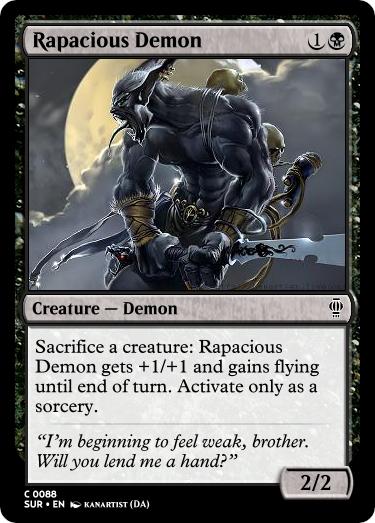 Rapacious Demon
1
Creature — Demon
Sacrifice a creature: Rapacious
Demon gets +1/+1 and gains flying
until end of turn. Activate only as a
sorcery.
“I’m beginning to feel weak, brother.
Will you lend me a hand?”
2/2
C 0088
SUR • EN KANARTIST (DA)